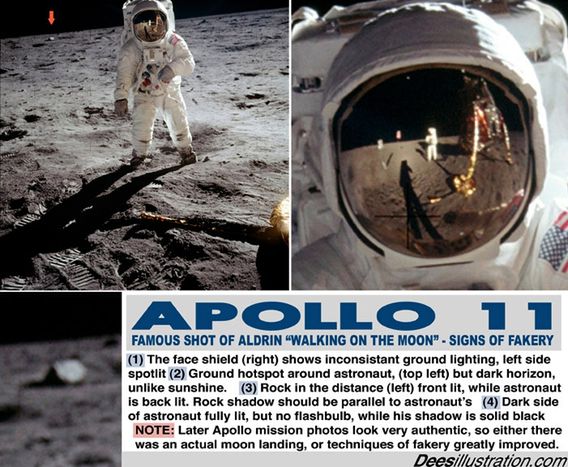 APOLLO 11
FAMOUS SHOT OF ALDRIN "WALKING ON THE MOON" - SIGNS OF FAKERY
(1) The face shield (right) shows inconsistant ground lighting, left side
spotlit (2) Ground hotspot around astronaut, (top left) but dark horizon,
unlike sunshine. (3) Rock in the distance (left) front lit, while astronaut
is back lit. Rock shadow should be parallel to astronaut's (4) Dark side
of astronaut fully lit, but no flashbulb, while his shadow is solid black
NOTE: Later Apollo mission photos look very authentic, so either there
was an actual moon landing, or techniques of fakery greatly improved.
Deesillustration.com